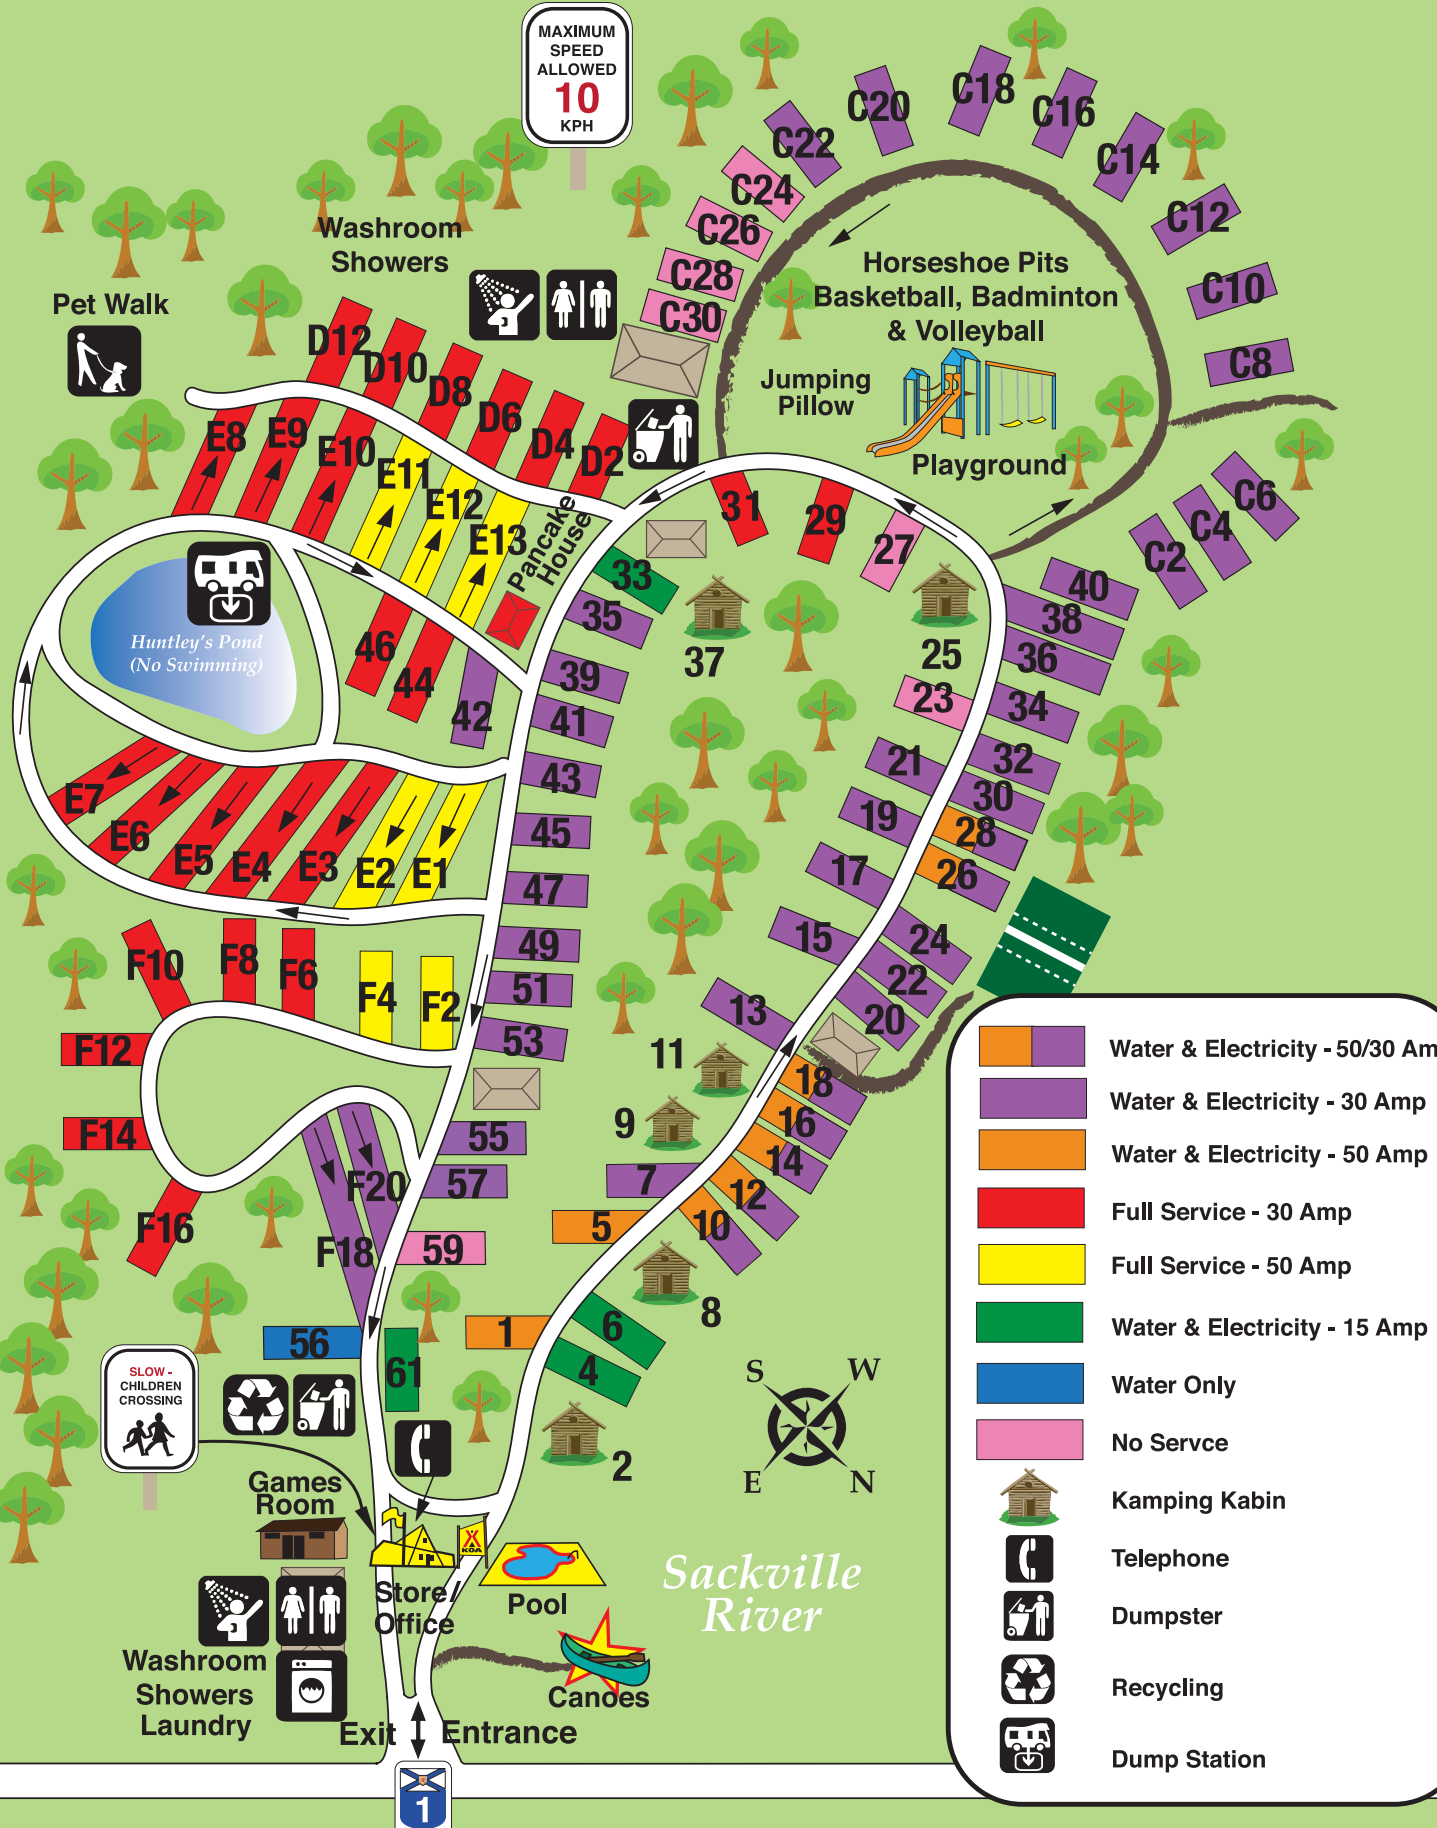 MAXIMUM
SPEED
ALLOWED
10
KPH
C18
C16
C20
C22
C14
C24
C12
C26
C28
C10
C30
C8
Washroom
Showers
Pet Walk
Horseshoe Pits
Basketball, Badminton
& Volleyball
Jumping
Pillow
Playground
D12
D10
D8
D6
D4
D2
E8
E9
E10
E11
E12
E13
Pancake
House
31
29
27
C6
C4
C2
33
35
37
25
40
38
36
34
Huntley's Pond
(No Swimming)
46
44
42
39
41
43
45
47
49
51
53
23
21
19
17
15
13
32
30
28
26
24
22
20
E7
E6
E5
E4
E3
E2
E1
F10
F8
F6
F4
F2
F12
F14
F16
F20
F18
11
9
18
16
14
12
10
55
57
59
7
5
8
1
6
4
2
56
61
SLOW -
CHILDREN
CROSSING
S
W
E
N
Games
Room
KOA
Store/
Office
Pool
Sackville
River
Washroom
Showers
Laundry
Canoes
Exit
Entrance
1
Water & Electricity - 50/30 Am
Water & Electricity - 30 Amp
Water & Electricity - 50 Amp
Full Service - 30 Amp
Full Service - 50 Amp
Water & Electricity - 15 Amp
Water Only
No Servce
Kamping Kabin
Telephone
Dumpster
Recycling
Dump Station